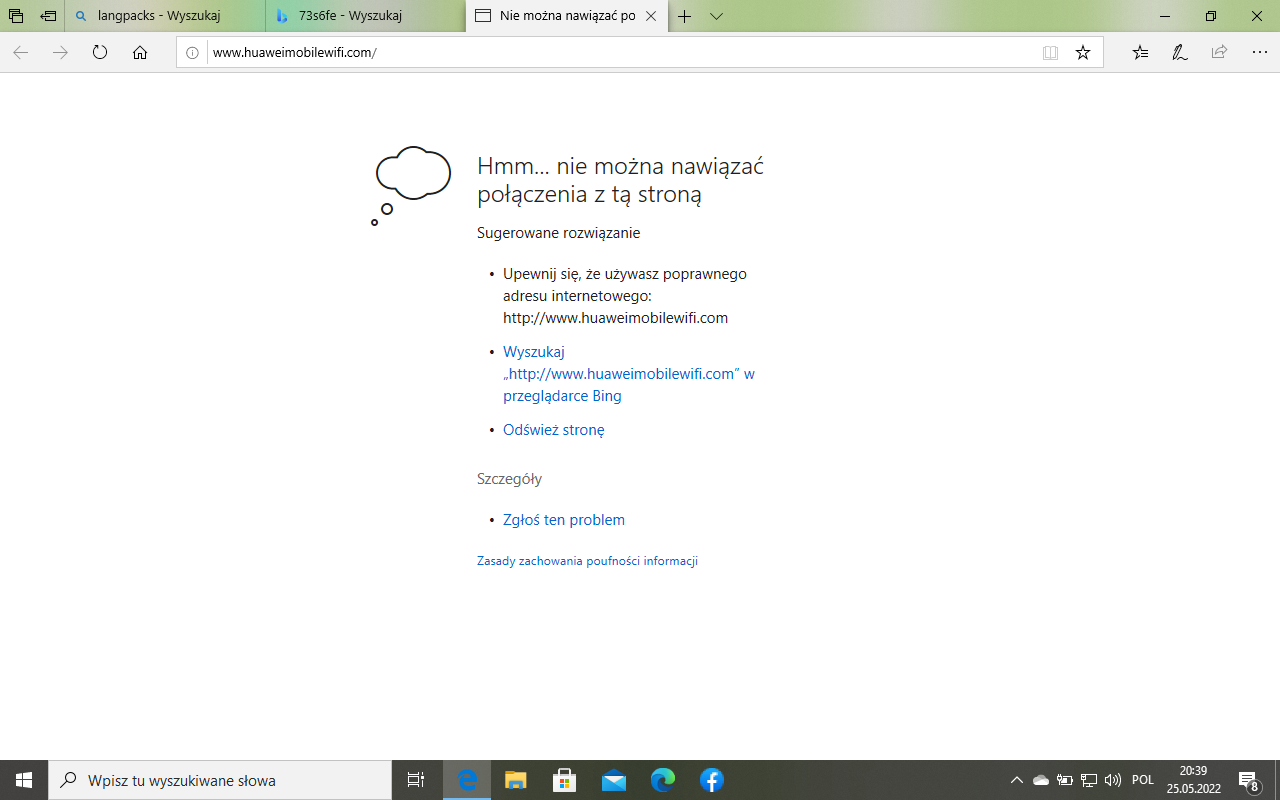 langpacks - Wyszukaj
73s6fe - Wyszukaj
Nie można nawiązać po
www.huaweimobilewifi.com/
Hmm... nie można nawiązać
połączenia z tą stroną
Sugerowane rozwiązanie
• Upewnij się, że używasz poprawnego
adresu internetowego:
http://www.huaweimobilewifi.com
• Wyszukaj
„http://www.huaweimobilewifi.com” w
przeglądarce Bing
• Odśwież stronę
Szczegóły
• Zgłoś ten problem
Zasady zachowania poufności informacji
Wpisz tu wyszukiwane słowa
POL
20:39
25.05.2022
8